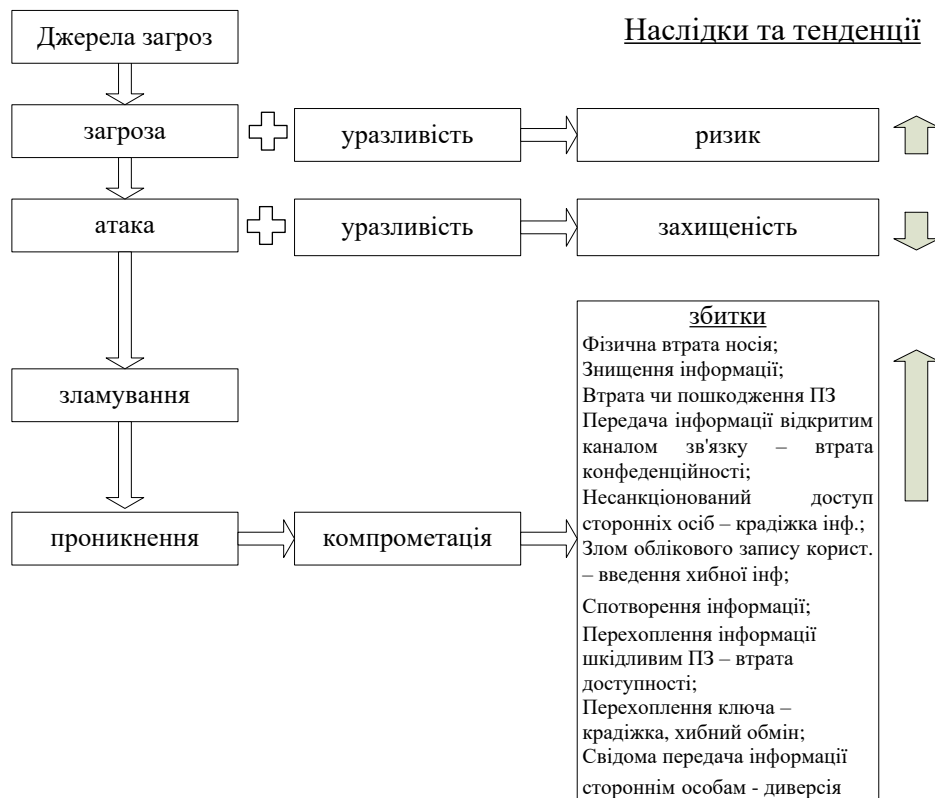 Джерела загроз
Наслідки та тенденції
загроза
уразливість
ризик
атака
уразливість
захищеність
зламування
проникнення
компрометація
збитки
Фізична втрата носія;
Знищення інформації;
Втрата чи пошкодження ПЗ
Передача інформації відкритим
каналом зв'язку – втрата
конфеденційності;
Несанкціонований доступ
сторонніх осіб – крадіжка інф.;
Злом облікового запису корист.
– введення хибної інф;
Спотворення інформації;
Перехоплення інформації
шкідливим ПЗ – втрата
доступності;
Перехоплення ключа –
крадіжка, хибний обмін;
Свідома передача інформації
стороннім особам - диверсія